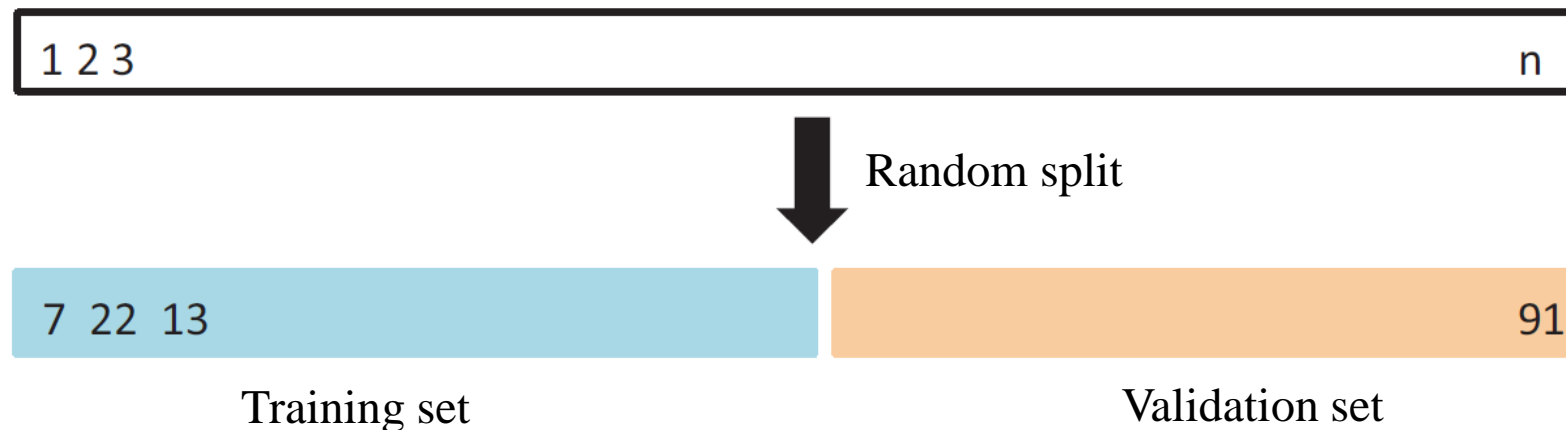 1 2 3 n
Random split
7 22 13 91
Training set Validation set